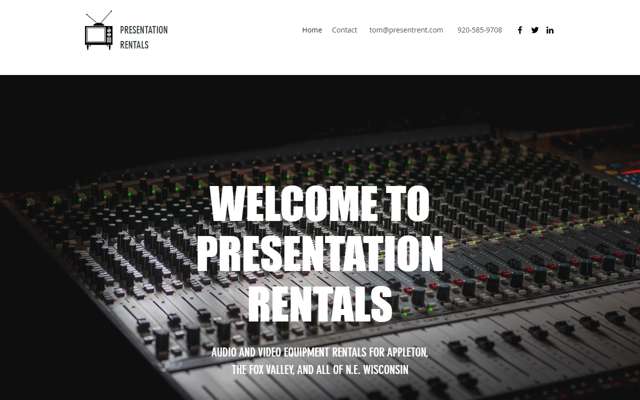 PRESENTATION
RENTALS
Home Contact tom@presentrent.com 920-585-9708
WELCOME TO
PRESENTATION
RENTALS
AUDIO AND VIDEO EQUIPMENT RENTALS FOR APPLETON,
THE FOX VALLEY, AND ALL OF N.E. WISCONSIN